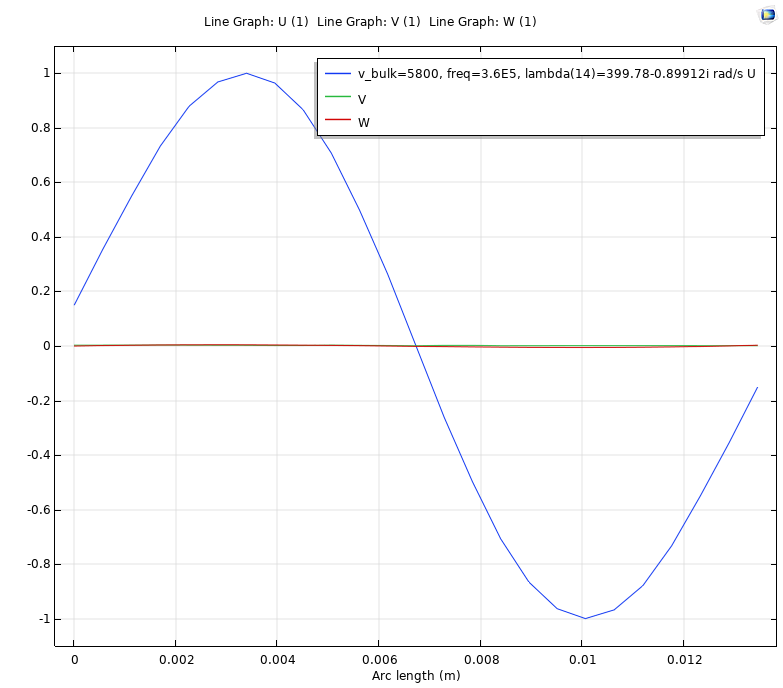 Line Graph: U (1)  Line Graph: V (1)  Line Graph: W (1)
v_bulk=5800, freq=3.6E5, lambda(14)=399.78-0.89912i rad/s U
V
W
1
0.8
0.6
0.4
0.2
0
-0.2
-0.4
-0.6
-0.8
-1
0 0.002 0.004 0.006 0.008 0.01 0.012
Arc length (m)